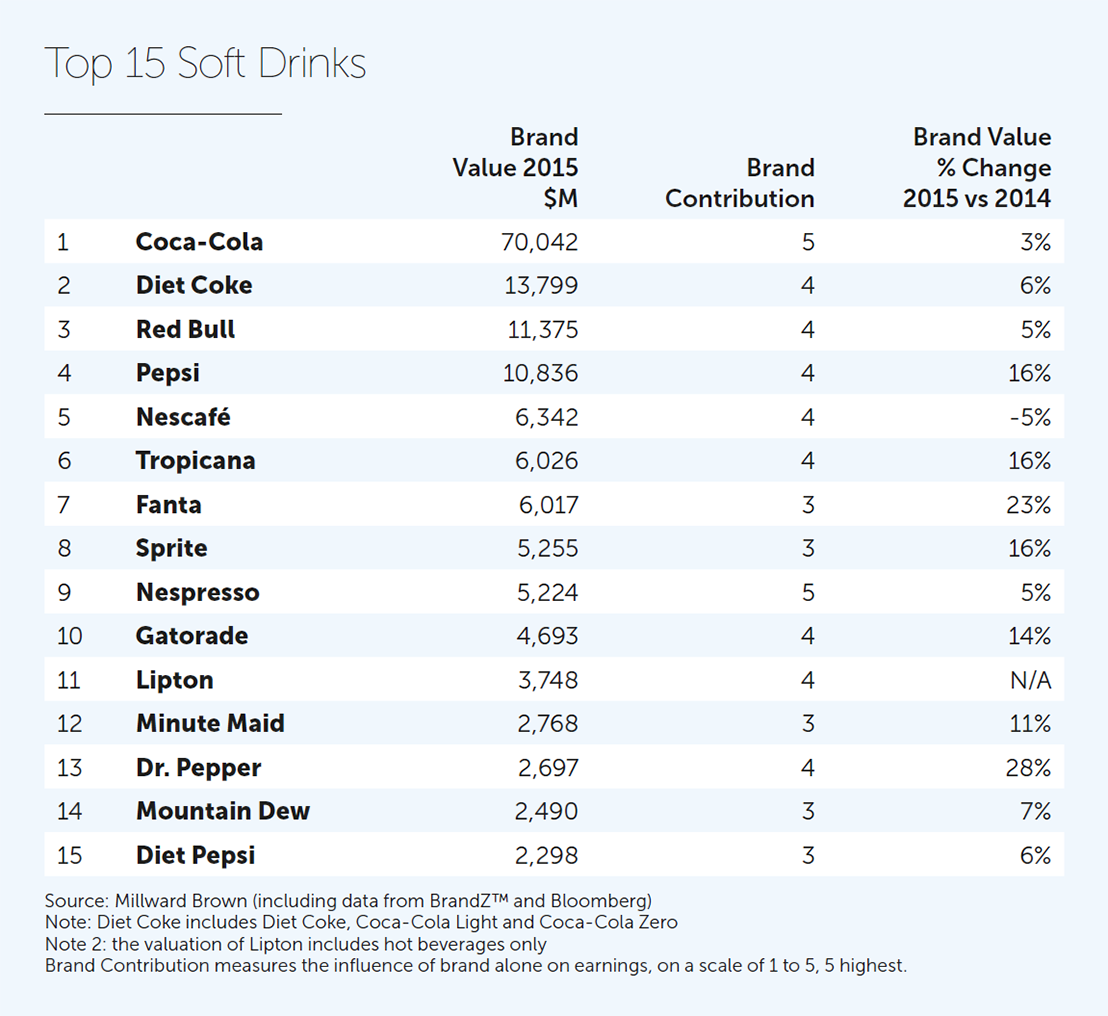 Top 15 Soft Drinks
Brand Value 2015 $M Brand Contribution Brand Value % Change 2015 vs 2014
1 Coca-Cola 70,042 5 3%
2 Diet Coke 13,799 4 6%
3 Red Bull 11,375 4 5%
4 Pepsi 10,836 4 16%
5 Nescafé 6,342 4 -5%
6 Tropicana 6,026 4 16%
7 Fanta 6,017 3 23%
8 Sprite 5,255 3 16%
9 Nespresso 5,224 5 5%
10 Gatorade 4,693 4 14%
11 Lipton 3,748 4 N/A
12 Minute Maid 2,768 3 11%
13 Dr. Pepper 2,697 4 28%
14 Mountain Dew 2,490 3 7%
15 Diet Pepsi 2,298 3 6%
Source: Millward Brown (including data from BrandZ™ and Bloomberg)
Note: Diet Coke includes Diet Coke, Coca-Cola Light and Coca-Cola Zero
Note 2: the valuation of Lipton includes hot beverages only
Brand Contribution measures the influence of brand alone on earnings, on a scale of 1 to 5, 5 highest.